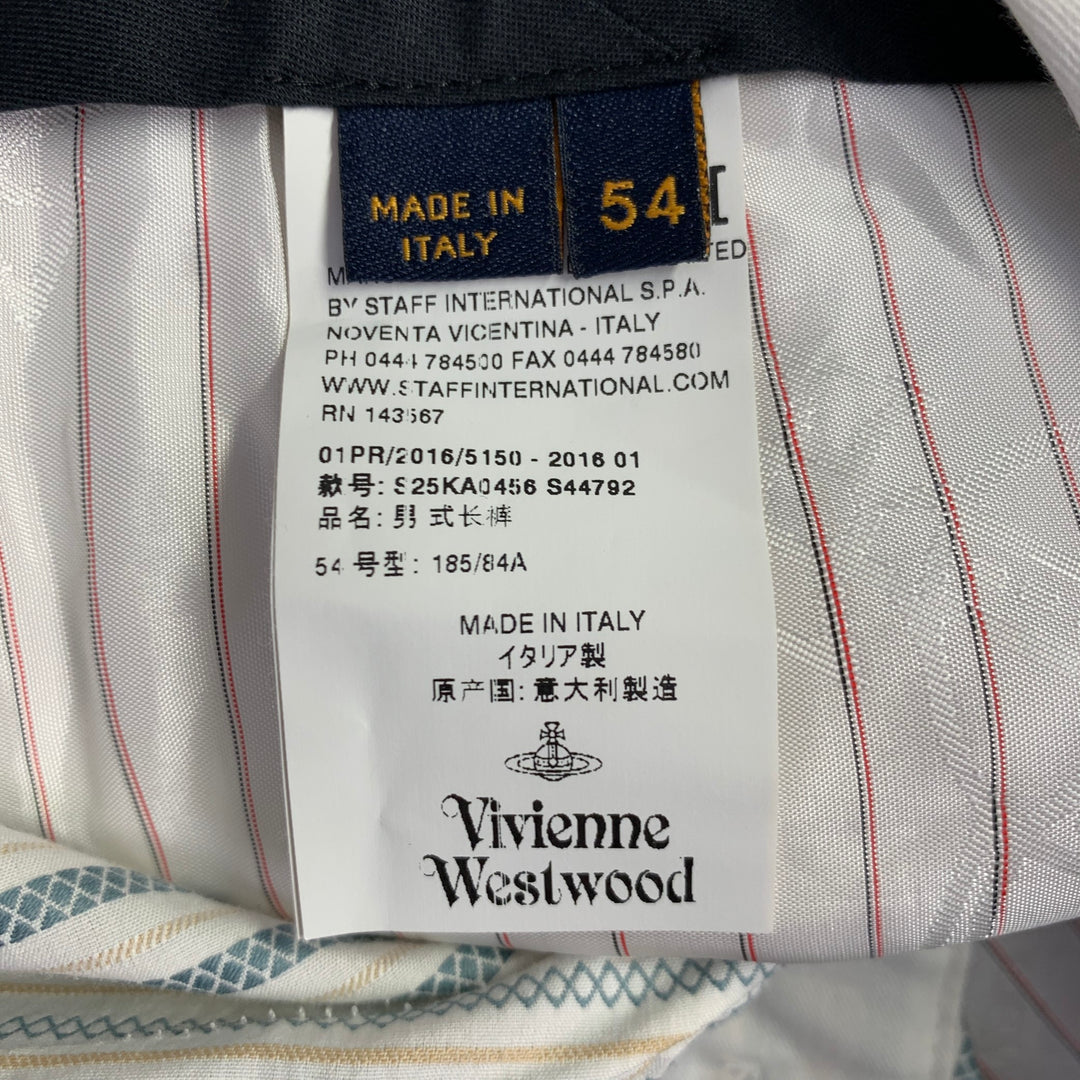 MADE IN
ITALY
54
TED
BY STAFF INTERNATIONAL S.P.A.
NOVENTA VICENTINA - ITALY
PH 0444 784500 FAX 0444 784580
WWW.STAFFINTERNATIONAL.COM
RN 143567
01PR/2016/5150 - 2016 01
款号: S25KA0456 S44792
品名: 男式长裤
54 号型: 185/84A
MADE IN ITALY
イタリア製
原产国: 意大利製造
Vivienne
Westwood